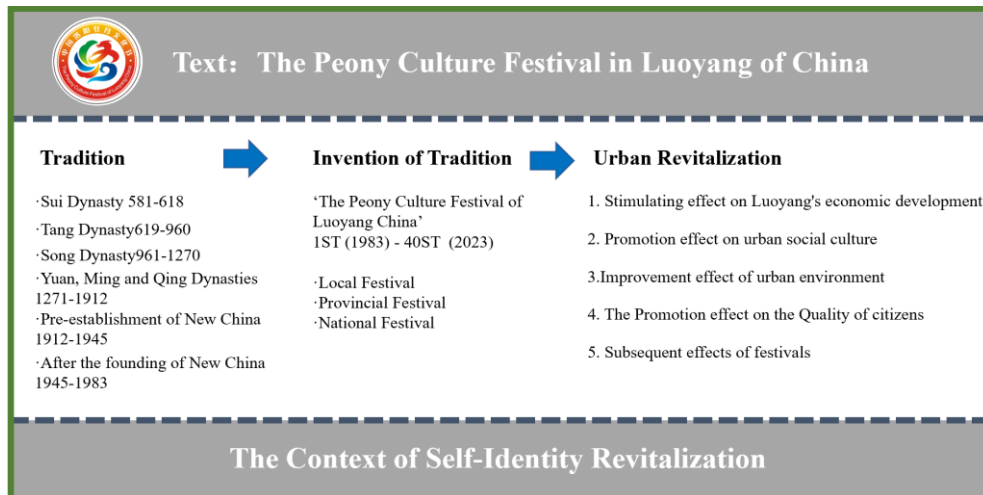 Text: The Peony Culture Festival in Luoyang of China
Tradition
·Sui Dynasty 581-618
·Tang Dynasty619-960
·Song Dynasty961-1270
·Yuan, Ming and Qing Dynasties
1271-1912
·Pre-establishment of New China
1912-1945
·After the founding of New China
1945-1983
Invention of Tradition
‘The Peony Culture Festival of
Luoyang China’
1ST (1983) - 40ST (2023)
·Local Festival
·Provincial Festival
·National Festival
Urban Revitalization
1. Stimulating effect on Luoyang's economic development
2. Promotion effect on urban social culture
3.Improvement effect of urban environment
4. The Promotion effect on the Quality of citizens
5. Subsequent effects of festivals
The Context of Self-Identity Revitalization